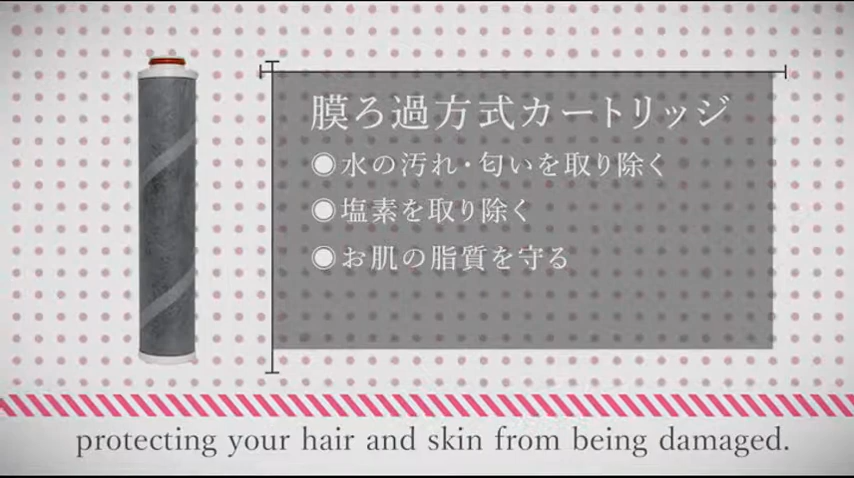 膜ろ過方式カートリッジ
◉水の汚れ・匂いを取り除く
◉塩素を取り除く
◉お肌の脂質を守る
protecting your hair and skin from being damaged.